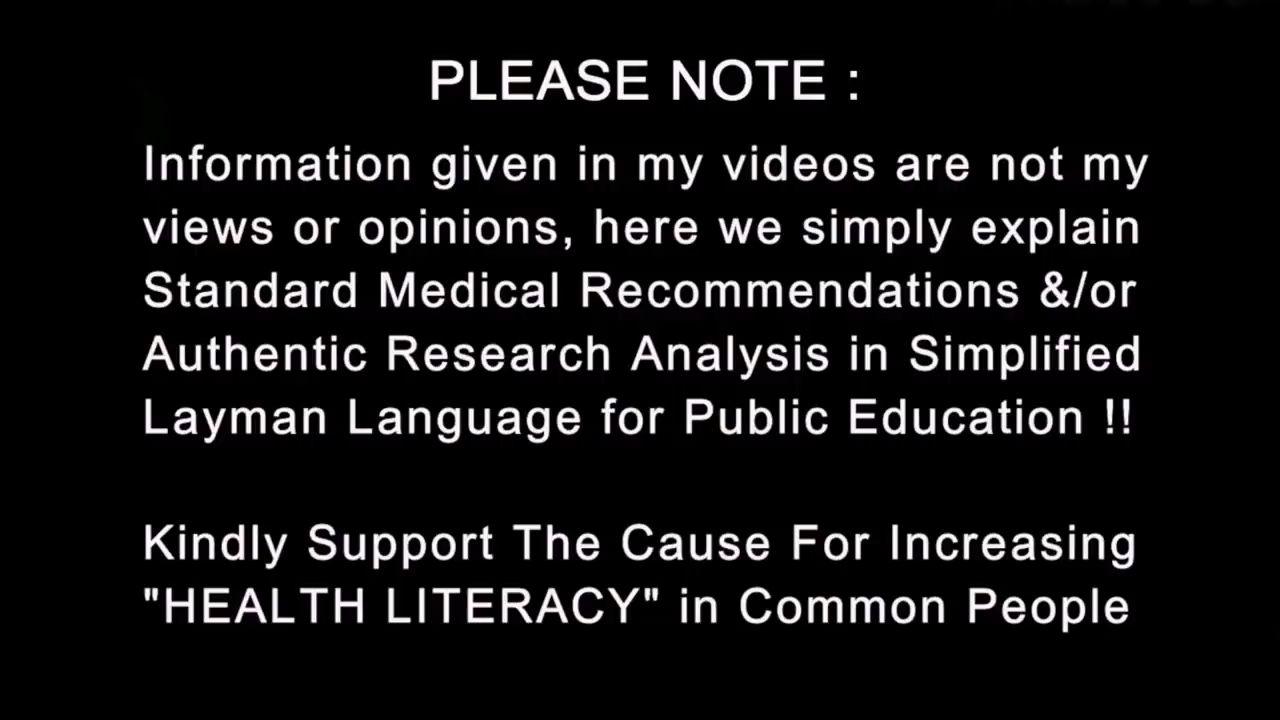 PLEASE NOTE :
Information given in my videos are not my
views or opinions, here we simply explain
Standard Medical Recommendations &/or
Authentic Research Analysis in Simplified
Layman Language for Public Education !!
Kindly Support The Cause For Increasing
"HEALTH LITERACY" in Common People